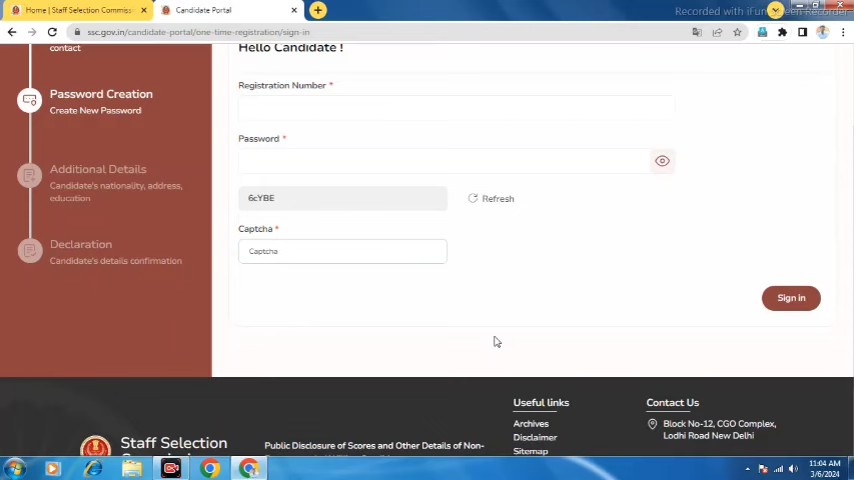 Home | Staff Selection Commiss
Candidate Portal
Recorded with iFun Screen Recorder
ssc.gov.in/candidate-portal/one-time-registration/sign-in
contact
Password Creation
Create New Password
Additional Details
Candidate's nationality, address,
education
Declaration
Candidate's details confirmation
Hello Candidate !
Registration Number *
Password *
6cYBE
Refresh
Captcha *
Captcha
Sign in
Staff Selection
Public Disclosure of Scores and Other Details of Non-
Useful links
Archives
Disclaimer
Sitemap
Contact Us
Block No-12, CGO Complex,
Lodhi Road New Delhi
11:04 AM
3/6/2024